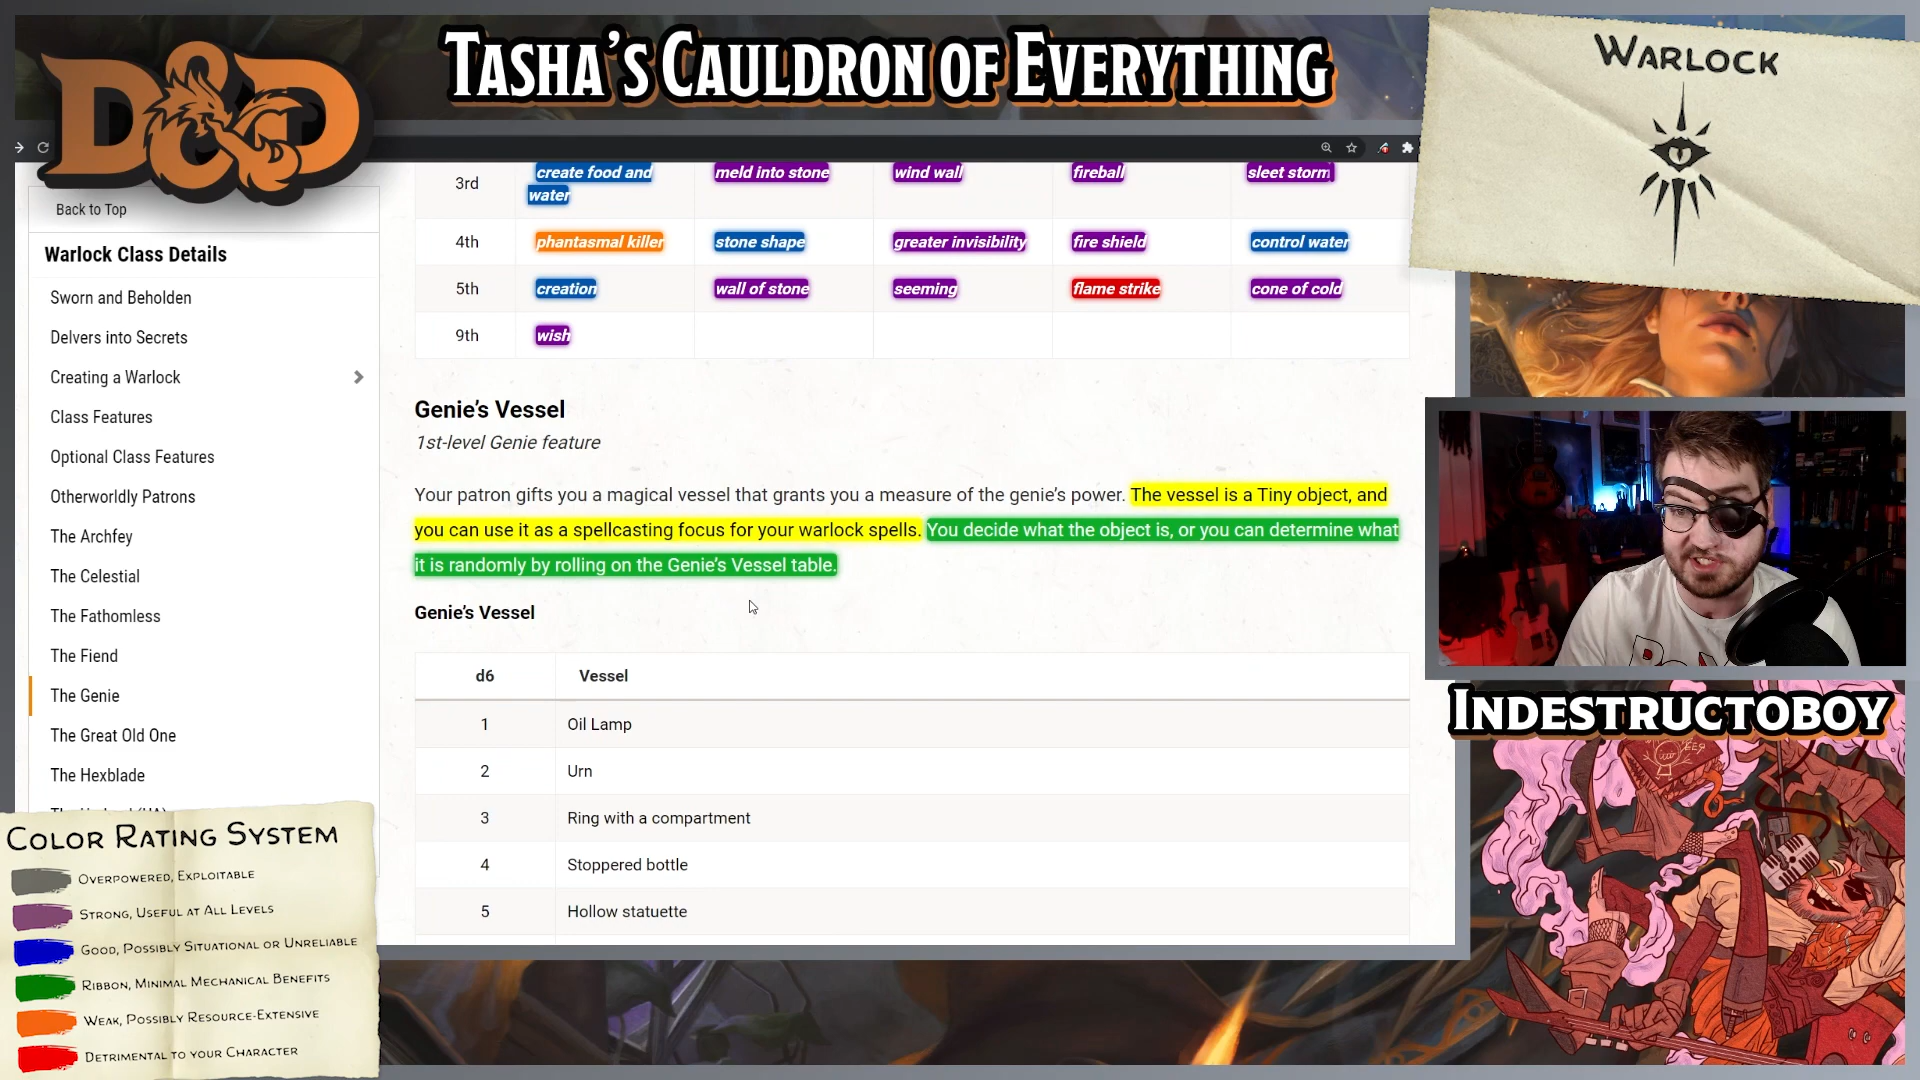 D&D
TASHA'S CAULDRON OF EVERYTHING
WARLOCK
Back to Top
Warlock Class Details
Sworn and Beholden
Delvers into Secrets
Creating a Warlock
Class Features
Optional Class Features
Otherworldly Patrons
The Archfey
The Celestial
The Fathomless
The Fiend
The Genie
The Great Old One
The Hexblade
3rd create food and water meld into stone wind wall fireball sleet storm
4th phantasmal killer stone shape greater invisibility fire shield control water
5th creation wall of stone seeming flame strike cone of cold
9th wish
Genie's Vessel
1st-level Genie feature
Your patron gifts you a magical vessel that grants you a measure of the genie's power. The vessel is a Tiny object, and
you can use it as a spellcasting focus for your warlock spells. You decide what the object is, or you can determine what
it is randomly by rolling on the Genie's Vessel table.
Genie's Vessel
d6 Vessel
1 Oil Lamp
2 Urn
3 Ring with a compartment
4 Stoppered bottle
5 Hollow statuette
INDESTRUCTOBOY
COLOR RATING SYSTEM
OVERPOWERED, EXPLOITABLE
STRONG, USEFUL AT ALL LEVELS
GOOD, POSSIBLY SITUATIONAL OR UNRELIABLE
RIBBON, MINIMAL MECHANICAL BENEFITS
WEAK, POSSIBLY RESOURCE-EXTENSIVE
DETRIMENTAL TO YOUR CHARACTER